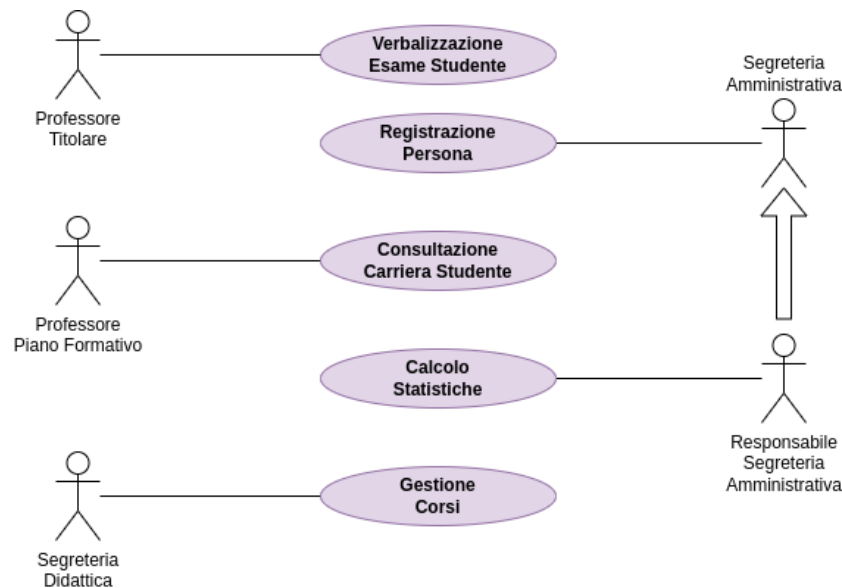 Verbalizzazione
Esame Studente
Professore
Titolare
Segreteria
Amministrativa
Registrazione
Persona
Consultazione
Carriera Studente
Professore
Piano Formativo
Calcolo
Statistiche
Responsabile
Segreteria
Amministrativa
Gestione
Corsi
Segreteria
Didattica